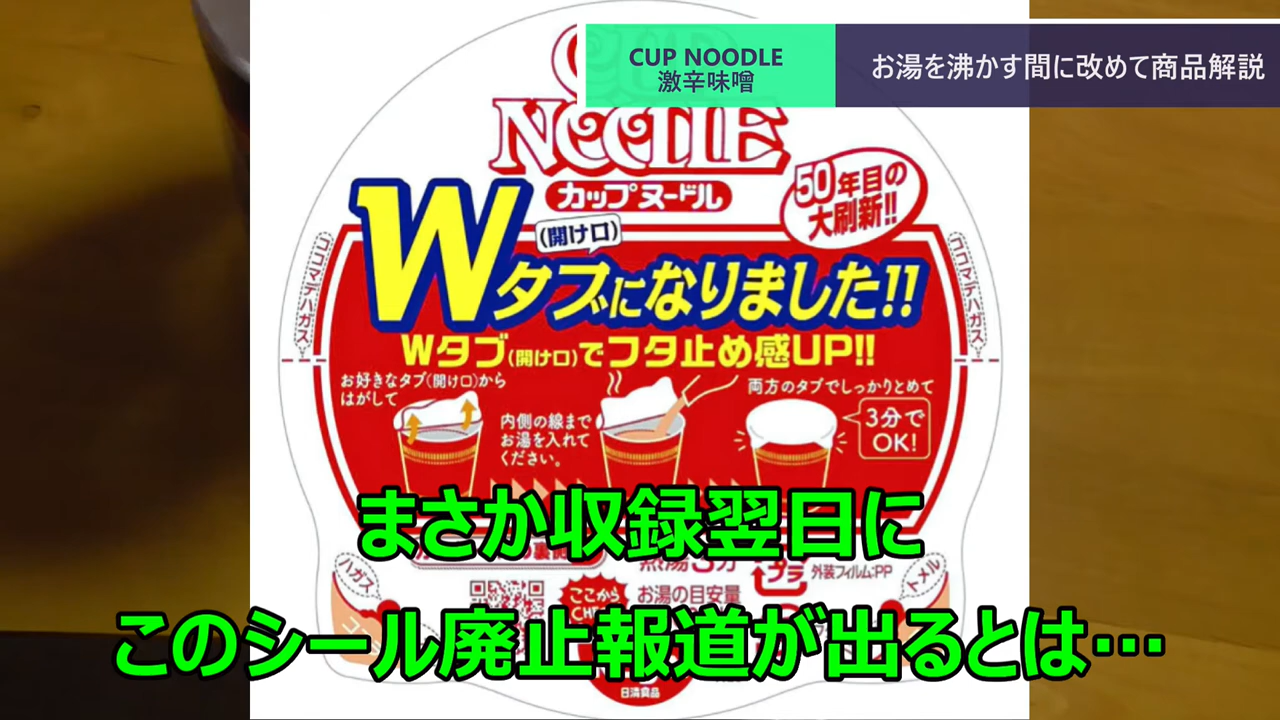 CUP NOODLE
激辛味噌
お湯を沸かす間に改めて商品解説
NOODLE
カップヌードル
50年目の
大刷新!!
W
(開け口)
タブになりました!!
Wタブ(開け口)でフタ止め感UP!!
ココマデハガス
ココマデハガス
お好きなタブ(開け口)から
はがして
内側の線まで
お湯を入れて
ください。
両方のタブでしっかりとめて
3分で
OK!
まさか収録翌日に
ハガス
トメル
プラ
外装フィルム:PP
ここから
お湯の目安量
このシール廃止報道が出るとは…
日清食品